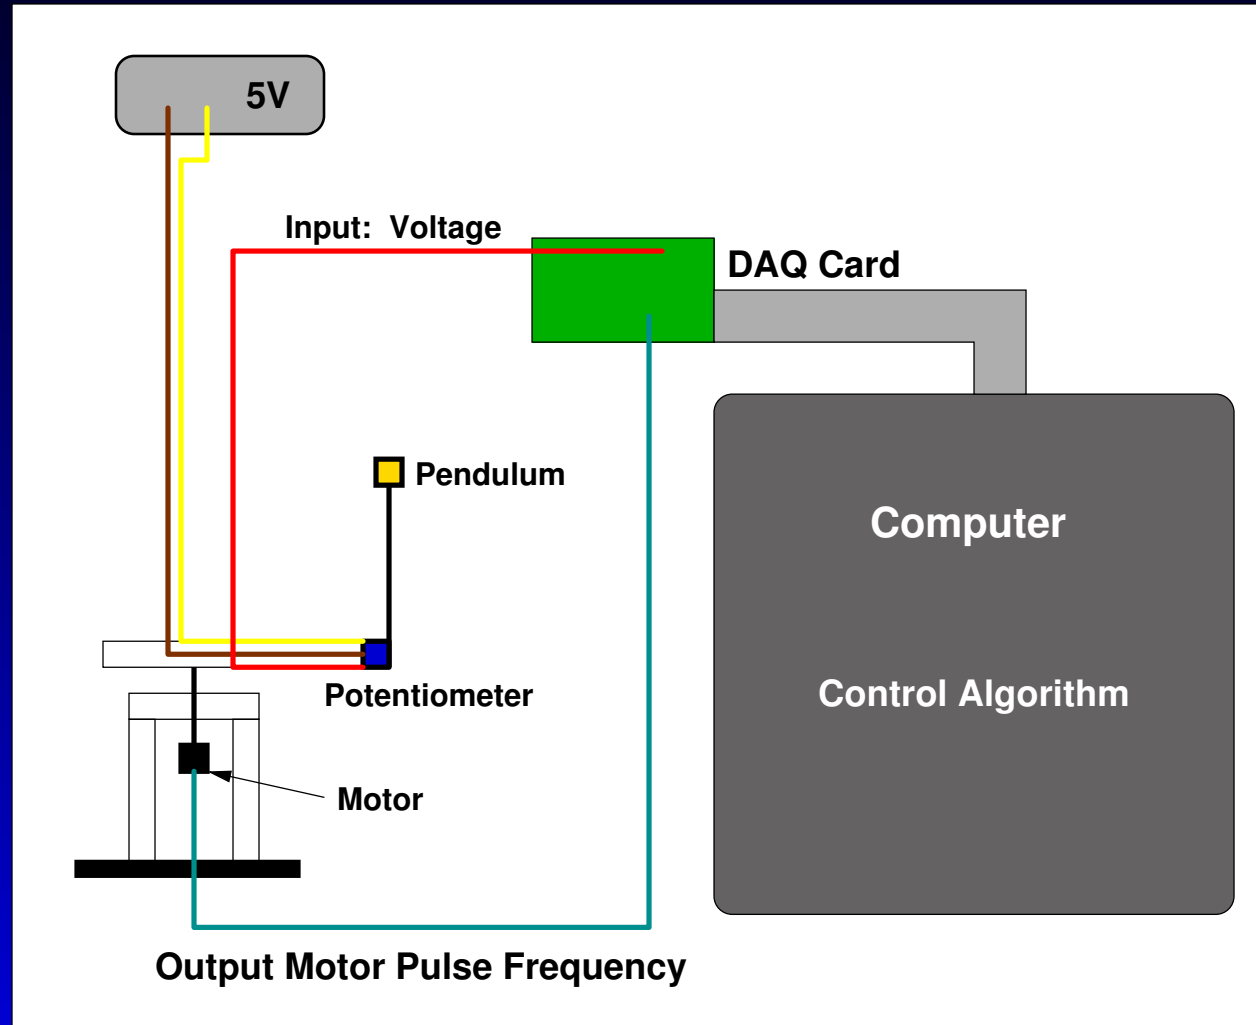 5V
Input:  Voltage
DAQ Card
Pendulum
Computer
Potentiometer
Control Algorithm
Motor
Output Motor Pulse Frequency